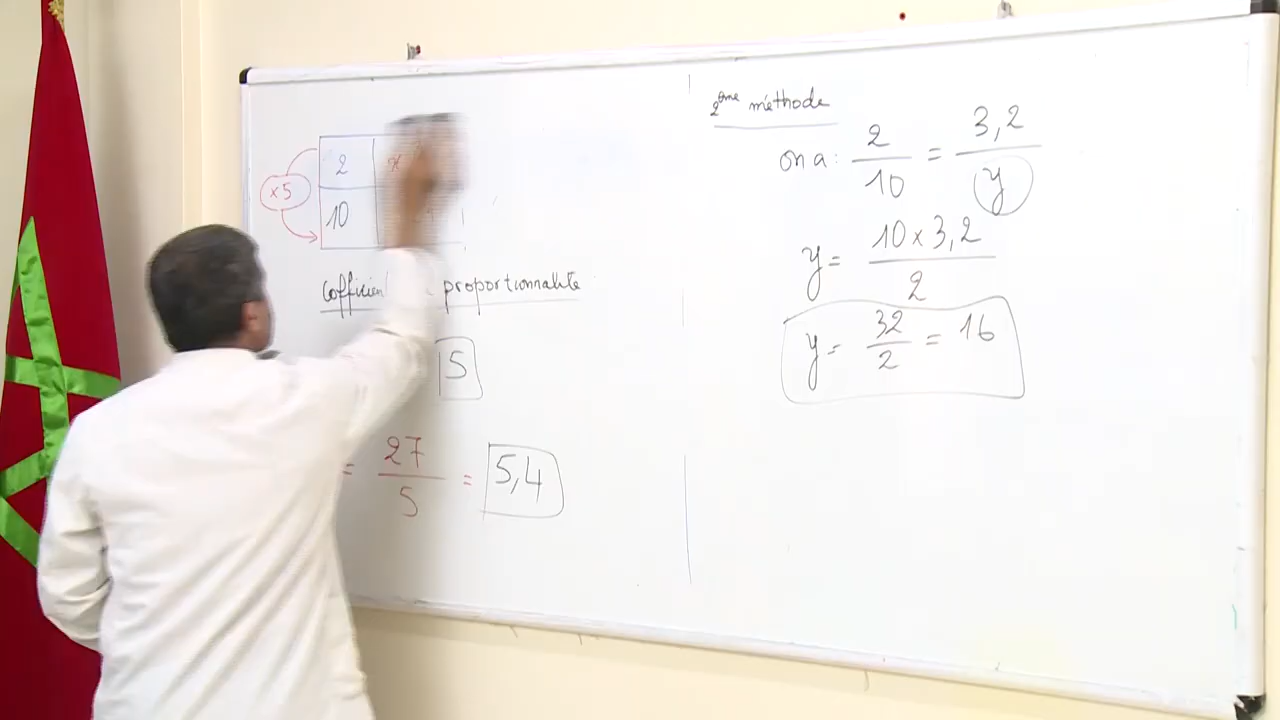 2 x
×5
10
proportionnalité
5
= 27/5 = 5,4
2ème méthode
on a : 2/10 = 3,2/y
y = 10 × 3,2 / 2
y = 32/2 = 16